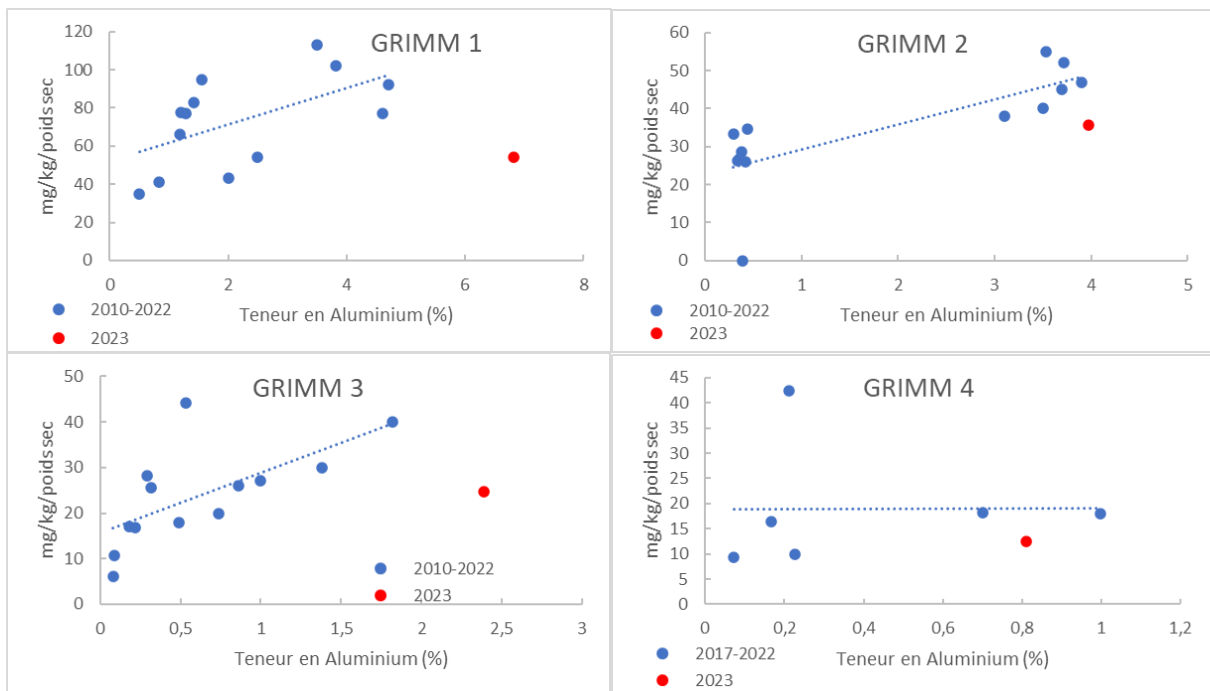 GRIMM 1
mg/kg/poids sec
120
100
80
60
40
20
0
0 2 4 6 8
Teneur en Aluminium (%)
2010-2022
2023
GRIMM 2
mg/kg/poids sec
60
50
40
30
20
10
0
0 1 2 3 4 5
Teneur en Aluminium (%)
2010-2022
2023
GRIMM 3
mg/kg/poids sec
50
40
30
20
10
0
2010-2022
2023
0 0,5 1 1,5 2 2,5 3
Teneur en Aluminium (%)
GRIMM 4
mg/kg/poids sec
45
40
35
30
25
20
15
10
5
0
0 0,2 0,4 0,6 0,8 1 1,2
Teneur en Aluminium (%)
2017-2022
2023